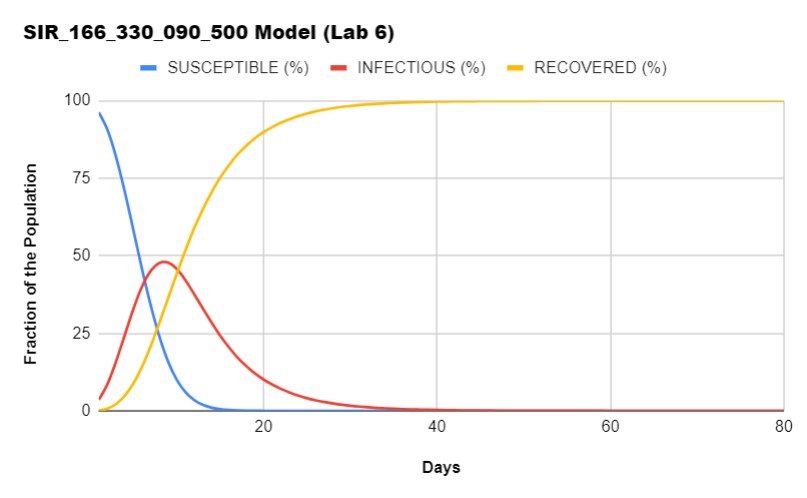 SIR_166_330_090_500 Model (Lab 6)
SUSCEPTIBLE (%) INFECTIOUS (%) RECOVERED (%)
Fraction of the Population
100
75
50
25
0
20 40 60 80
Days